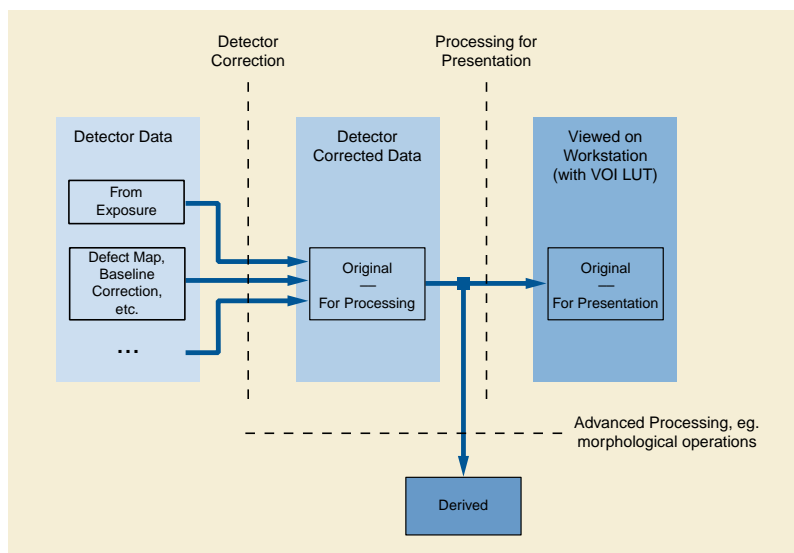 Detector
Correction
Processing for
Presentation
Detector Data
From
Exposure
Defect Map,
Baseline
Correction,
etc.
...
Detector
Corrected Data
Original
—
For Processing
Viewed on
Workstation
(with VOI LUT)
Original
—
For Presentation
Advanced Processing, eg.
morphological operations
Derived